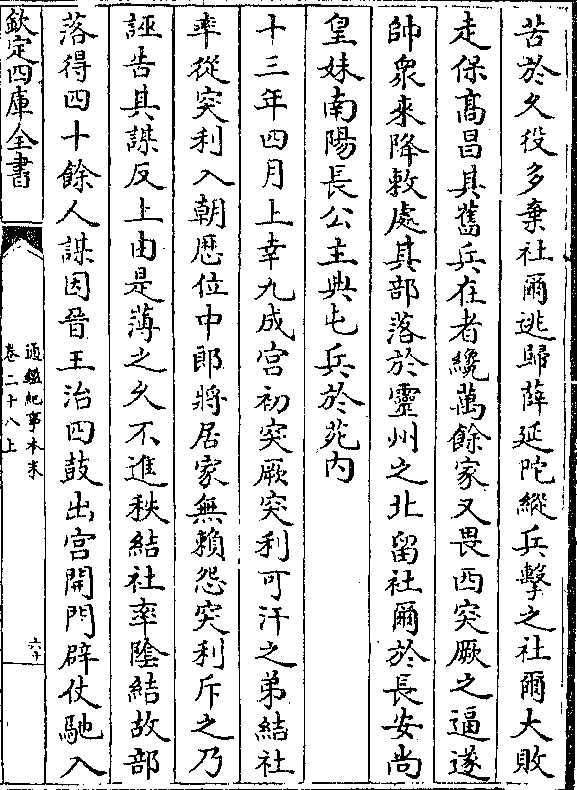 苦於久役多棄社爾逃歸薛延陀縱兵擊之社爾大敗
走保髙昌其舊兵在者纔萬餘家又畏西突厥之逼遂
帥衆來降敕處其部落於靈州之北留社爾於長安尚
皇妹南陽長公主典屯兵於苑内
十三年四月上幸九成宫初突厥突利可汗之弟結社
率從突利入朝厯位中郎將居家無賴怨突利斥之乃
誣告其謀反上由是薄之久不進秩結社率隂結故部
落得四十餘人謀因晉王治四鼓出宫開門辟仗馳入
欽定四庫全書
通鑑紀事本末
卷二十八上
六十